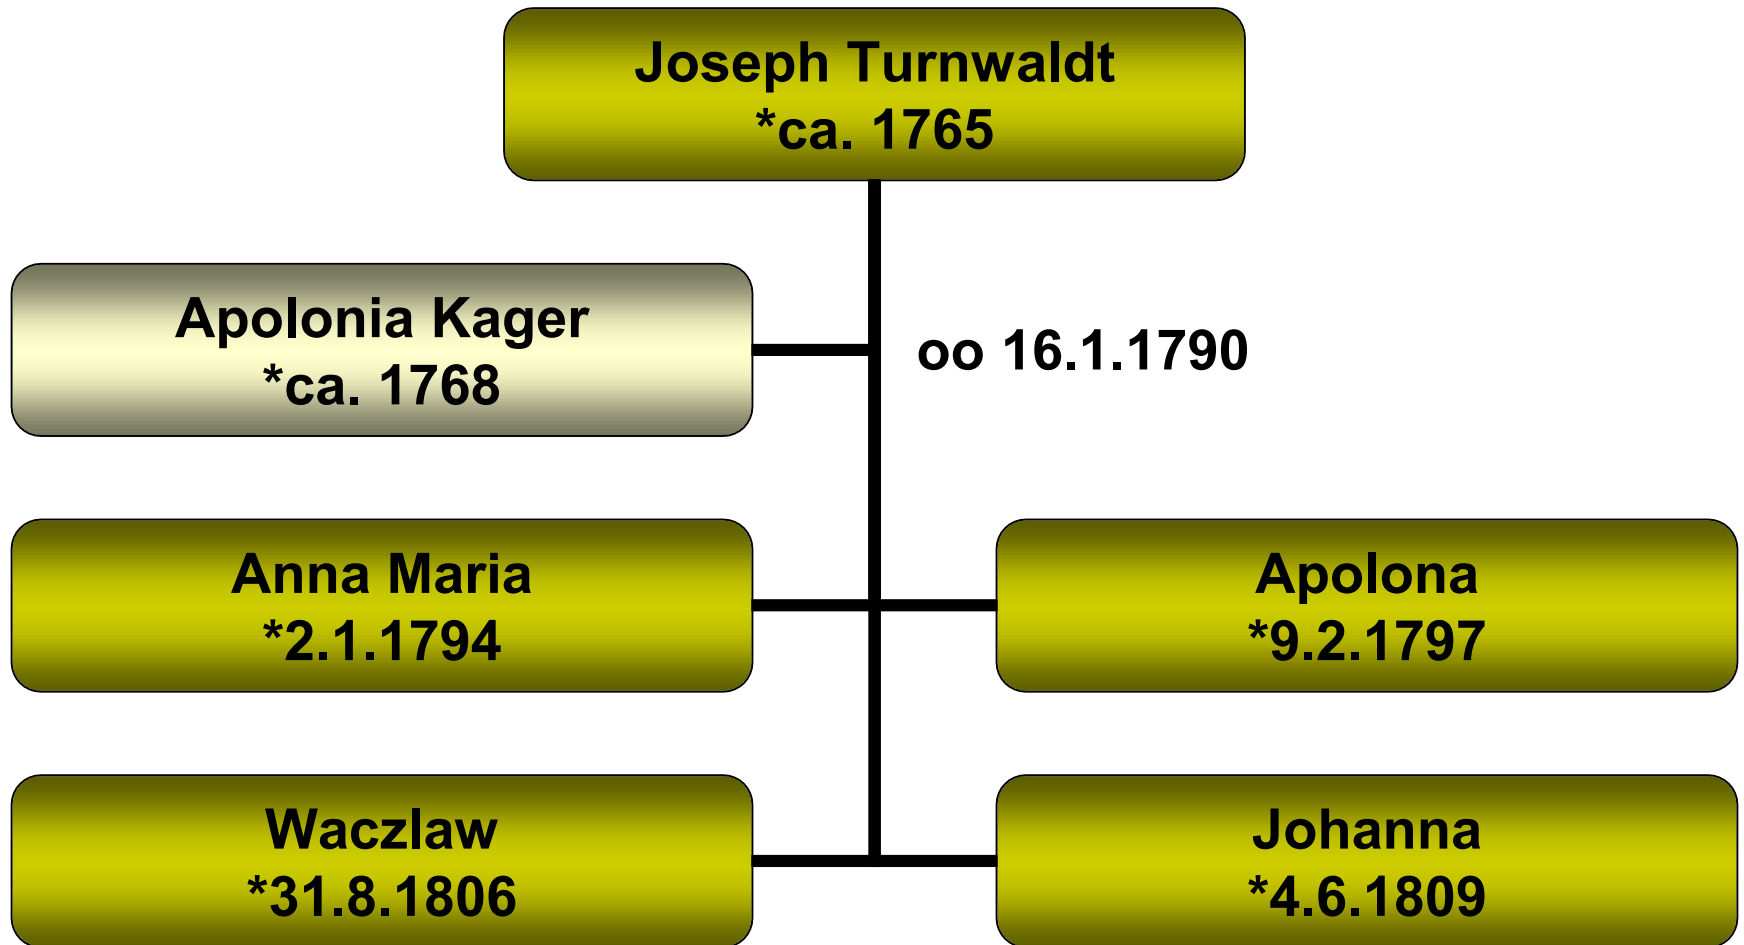 Joseph Turnwaldt
*ca. 1765
Apolonia Kager
*ca. 1768
oo 16.1.1790
Anna Maria
*2.1.1794
Apolona
*9.2.1797
Waczlaw
*31.8.1806
Johanna
*4.6.1809